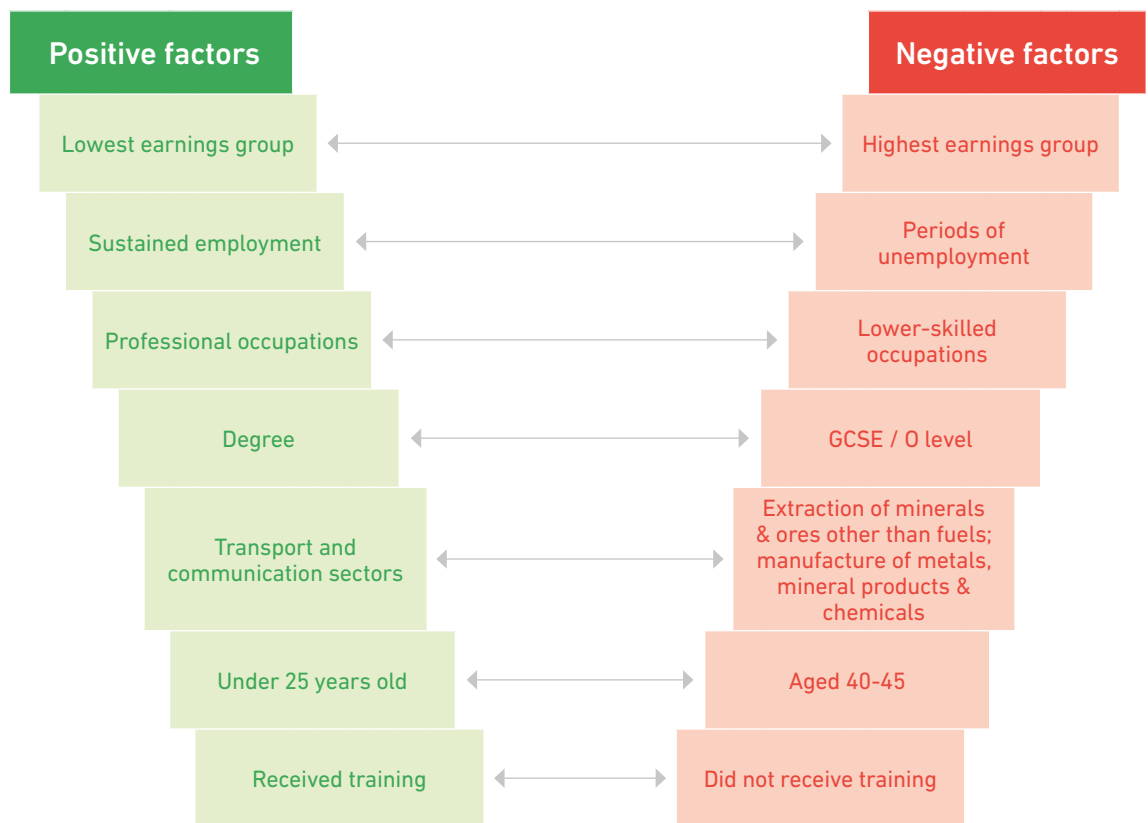 Positive factors
Negative factors
Lowest earnings group
Highest earnings group
Sustained employment
Periods of
unemployment
Professional occupations
Lower-skilled
occupations
Degree
GCSE / O level
Transport and
communication sectors
Extraction of minerals
& ores other than fuels;
manufacture of metals,
mineral products &
chemicals
Under 25 years old
Aged 40-45
Received training
Did not receive training